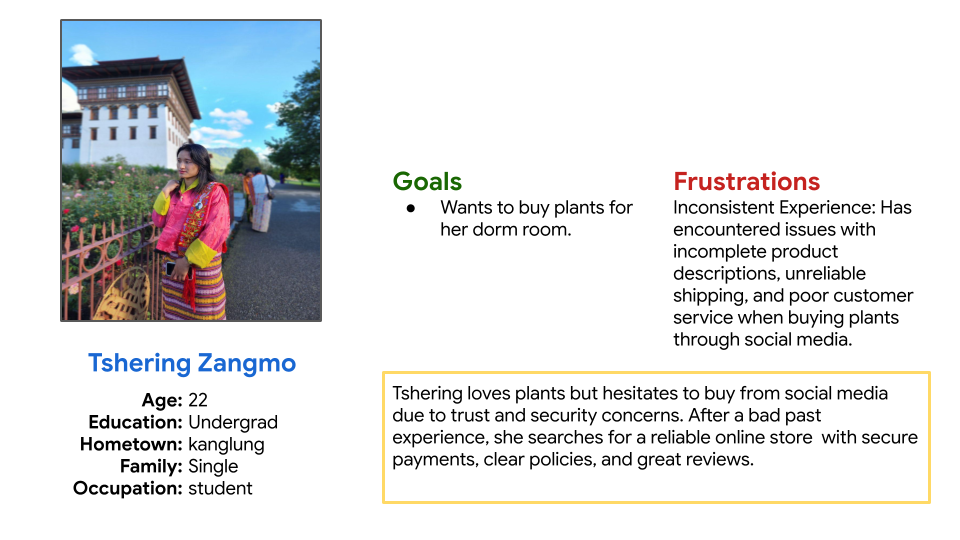 Tshering Zangmo
Age: 22
Education: Undergrad
Hometown: kanglung
Family: Single
Occupation: student
Goals
● Wants to buy plants for
her dorm room.
Frustrations
Inconsistent Experience: Has
encountered issues with
incomplete product
descriptions, unreliable
shipping, and poor customer
service when buying plants
through social media.
Tshering loves plants but hesitates to buy from social media
due to trust and security concerns. After a bad past
experience, she searches for a reliable online store  with secure
payments, clear policies, and great reviews.